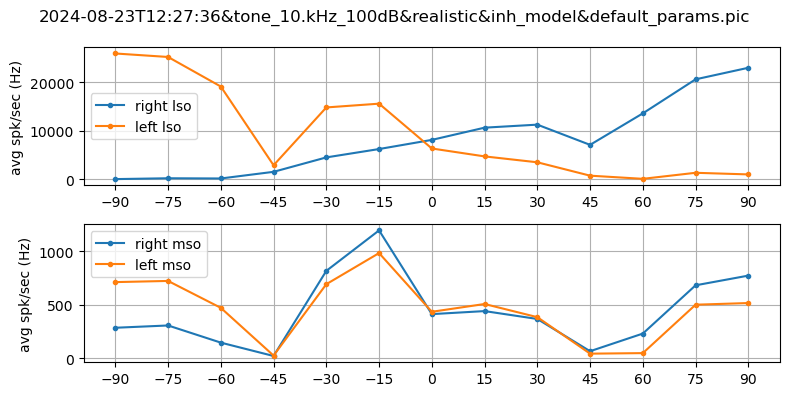 2024-08-23T12:27:36&tone_10.kHz_100dB&realistic&inh_model&default_params.pic
avg spk/sec (Hz)
20000
10000
0
right lso
left lso
−90 −75 −60 −45 −30 −15 0 15 30 45 60 75 90
avg spk/sec (Hz)
1000
500
0
right mso
left mso
−90 −75 −60 −45 −30 −15 0 15 30 45 60 75 90